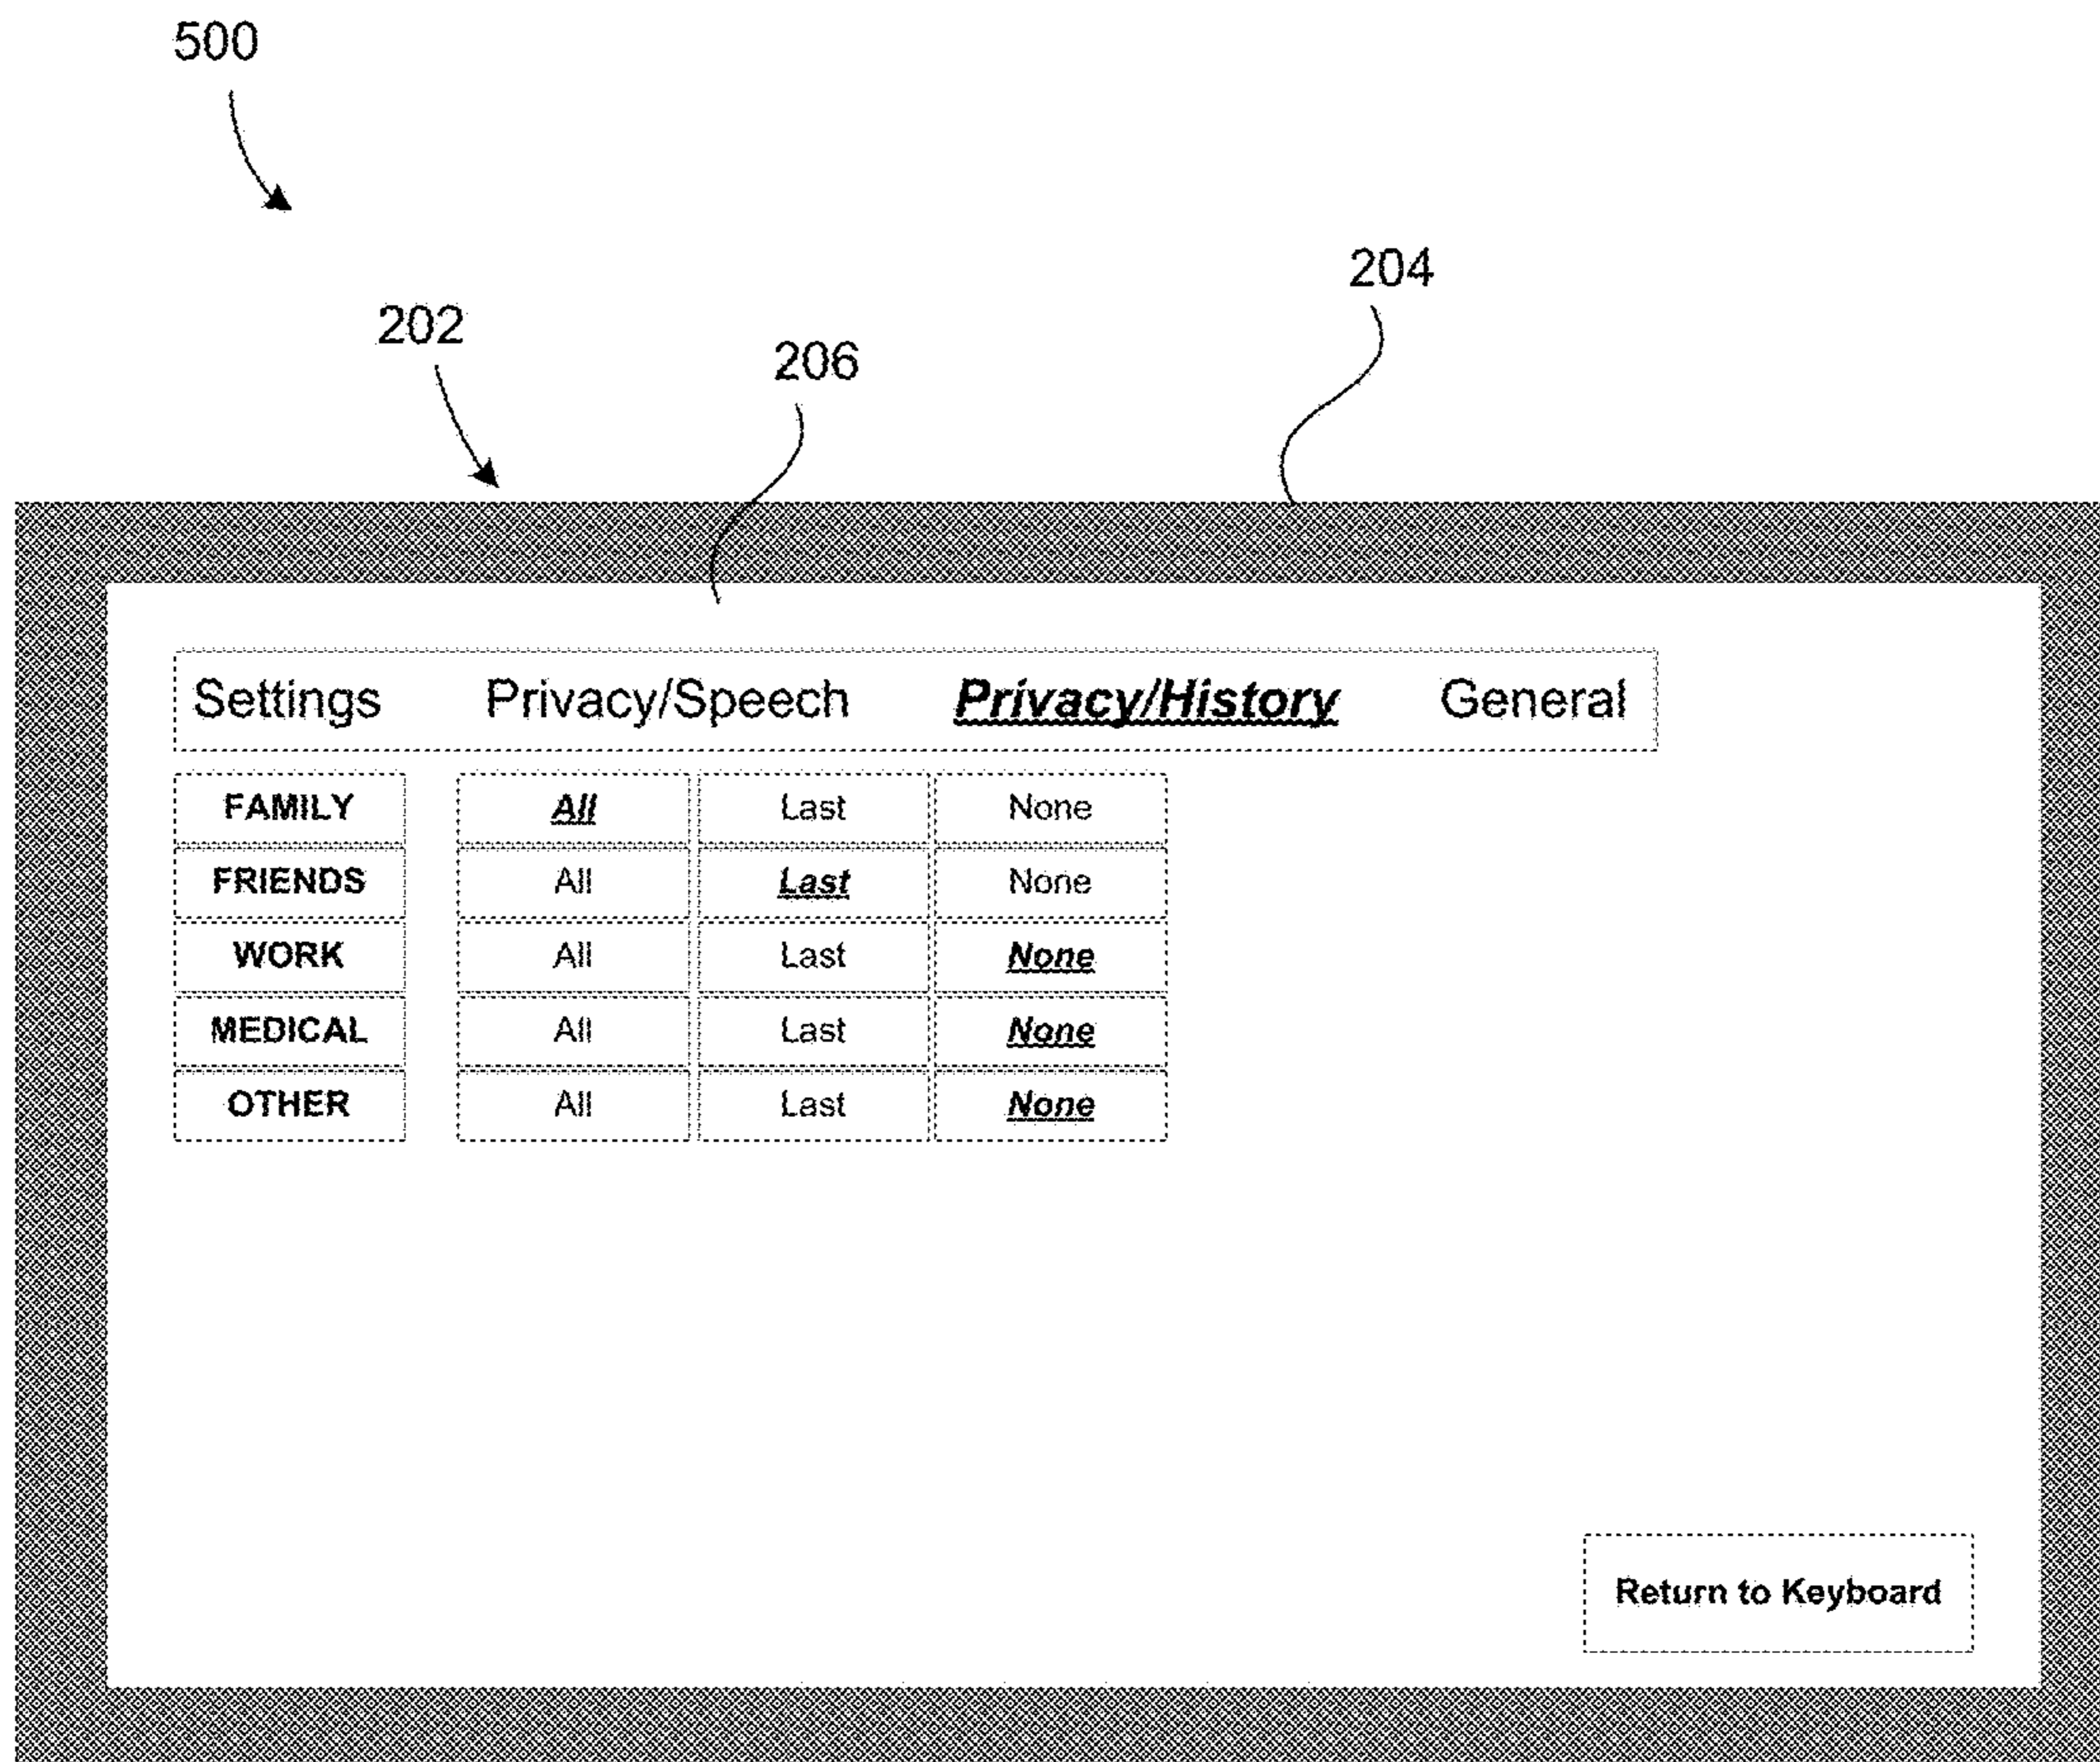 500
204
202
206
Settings Privacy/Speech Privacy/History General
FAMILY All Last None
FRIENDS All Last None
WORK All Last None
MEDICAL All Last None
OTHER All Last None
Return to Keyboard